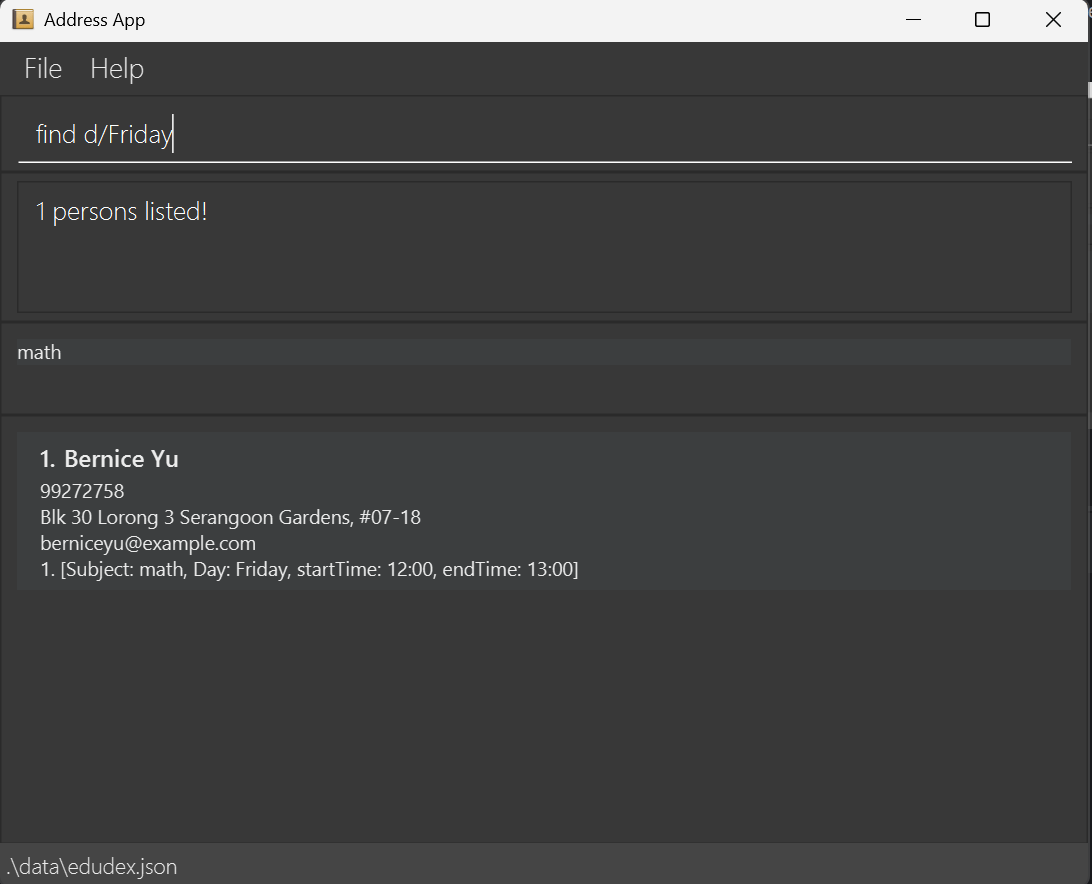 Address App
File Help
find d/Friday
1 persons listed!
math
1. Bernice Yu
99272758
Blk 30 Lorong 3 Serangoon Gardens, #07-18
berniceyu@example.com
1. [Subject: math, Day: Friday, startTime: 12:00, endTime: 13:00]
.\data\edudex.json